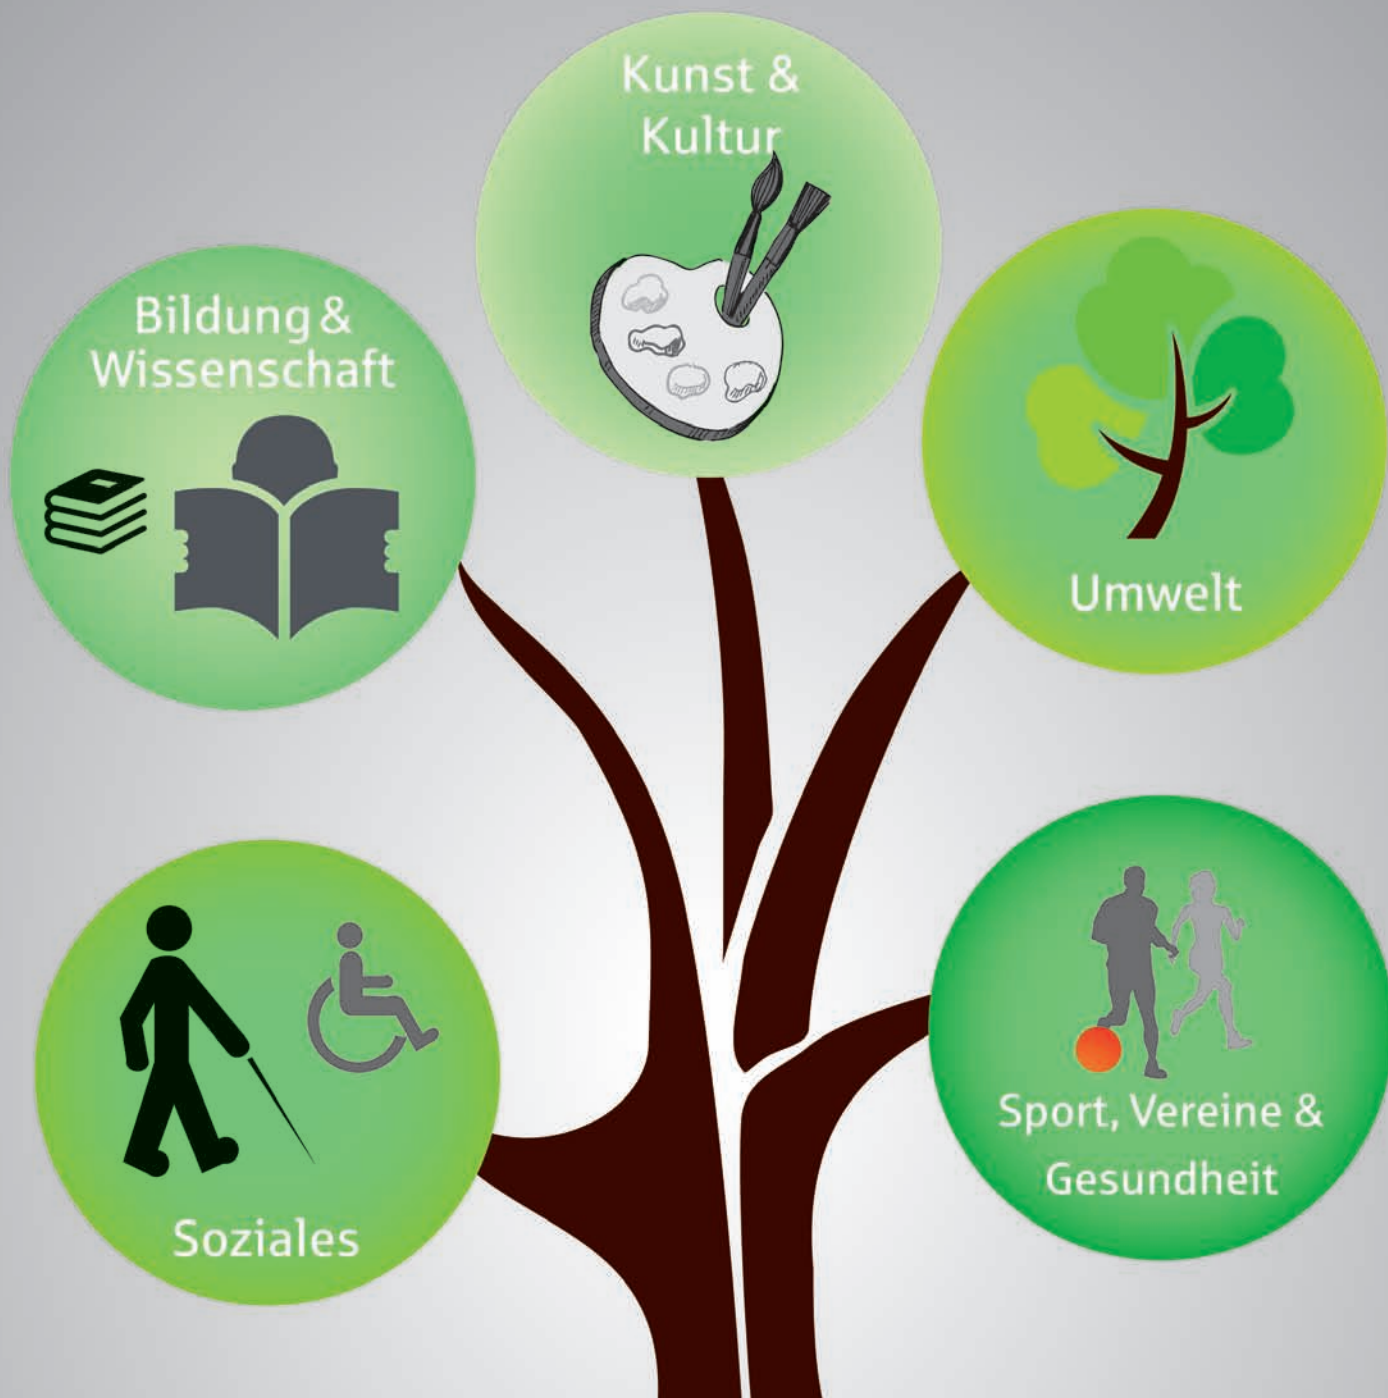 Kunst &
Kultur
Bildung &
Wissenschaft
Umwelt
Soziales
Sport, Vereine &
Gesundheit